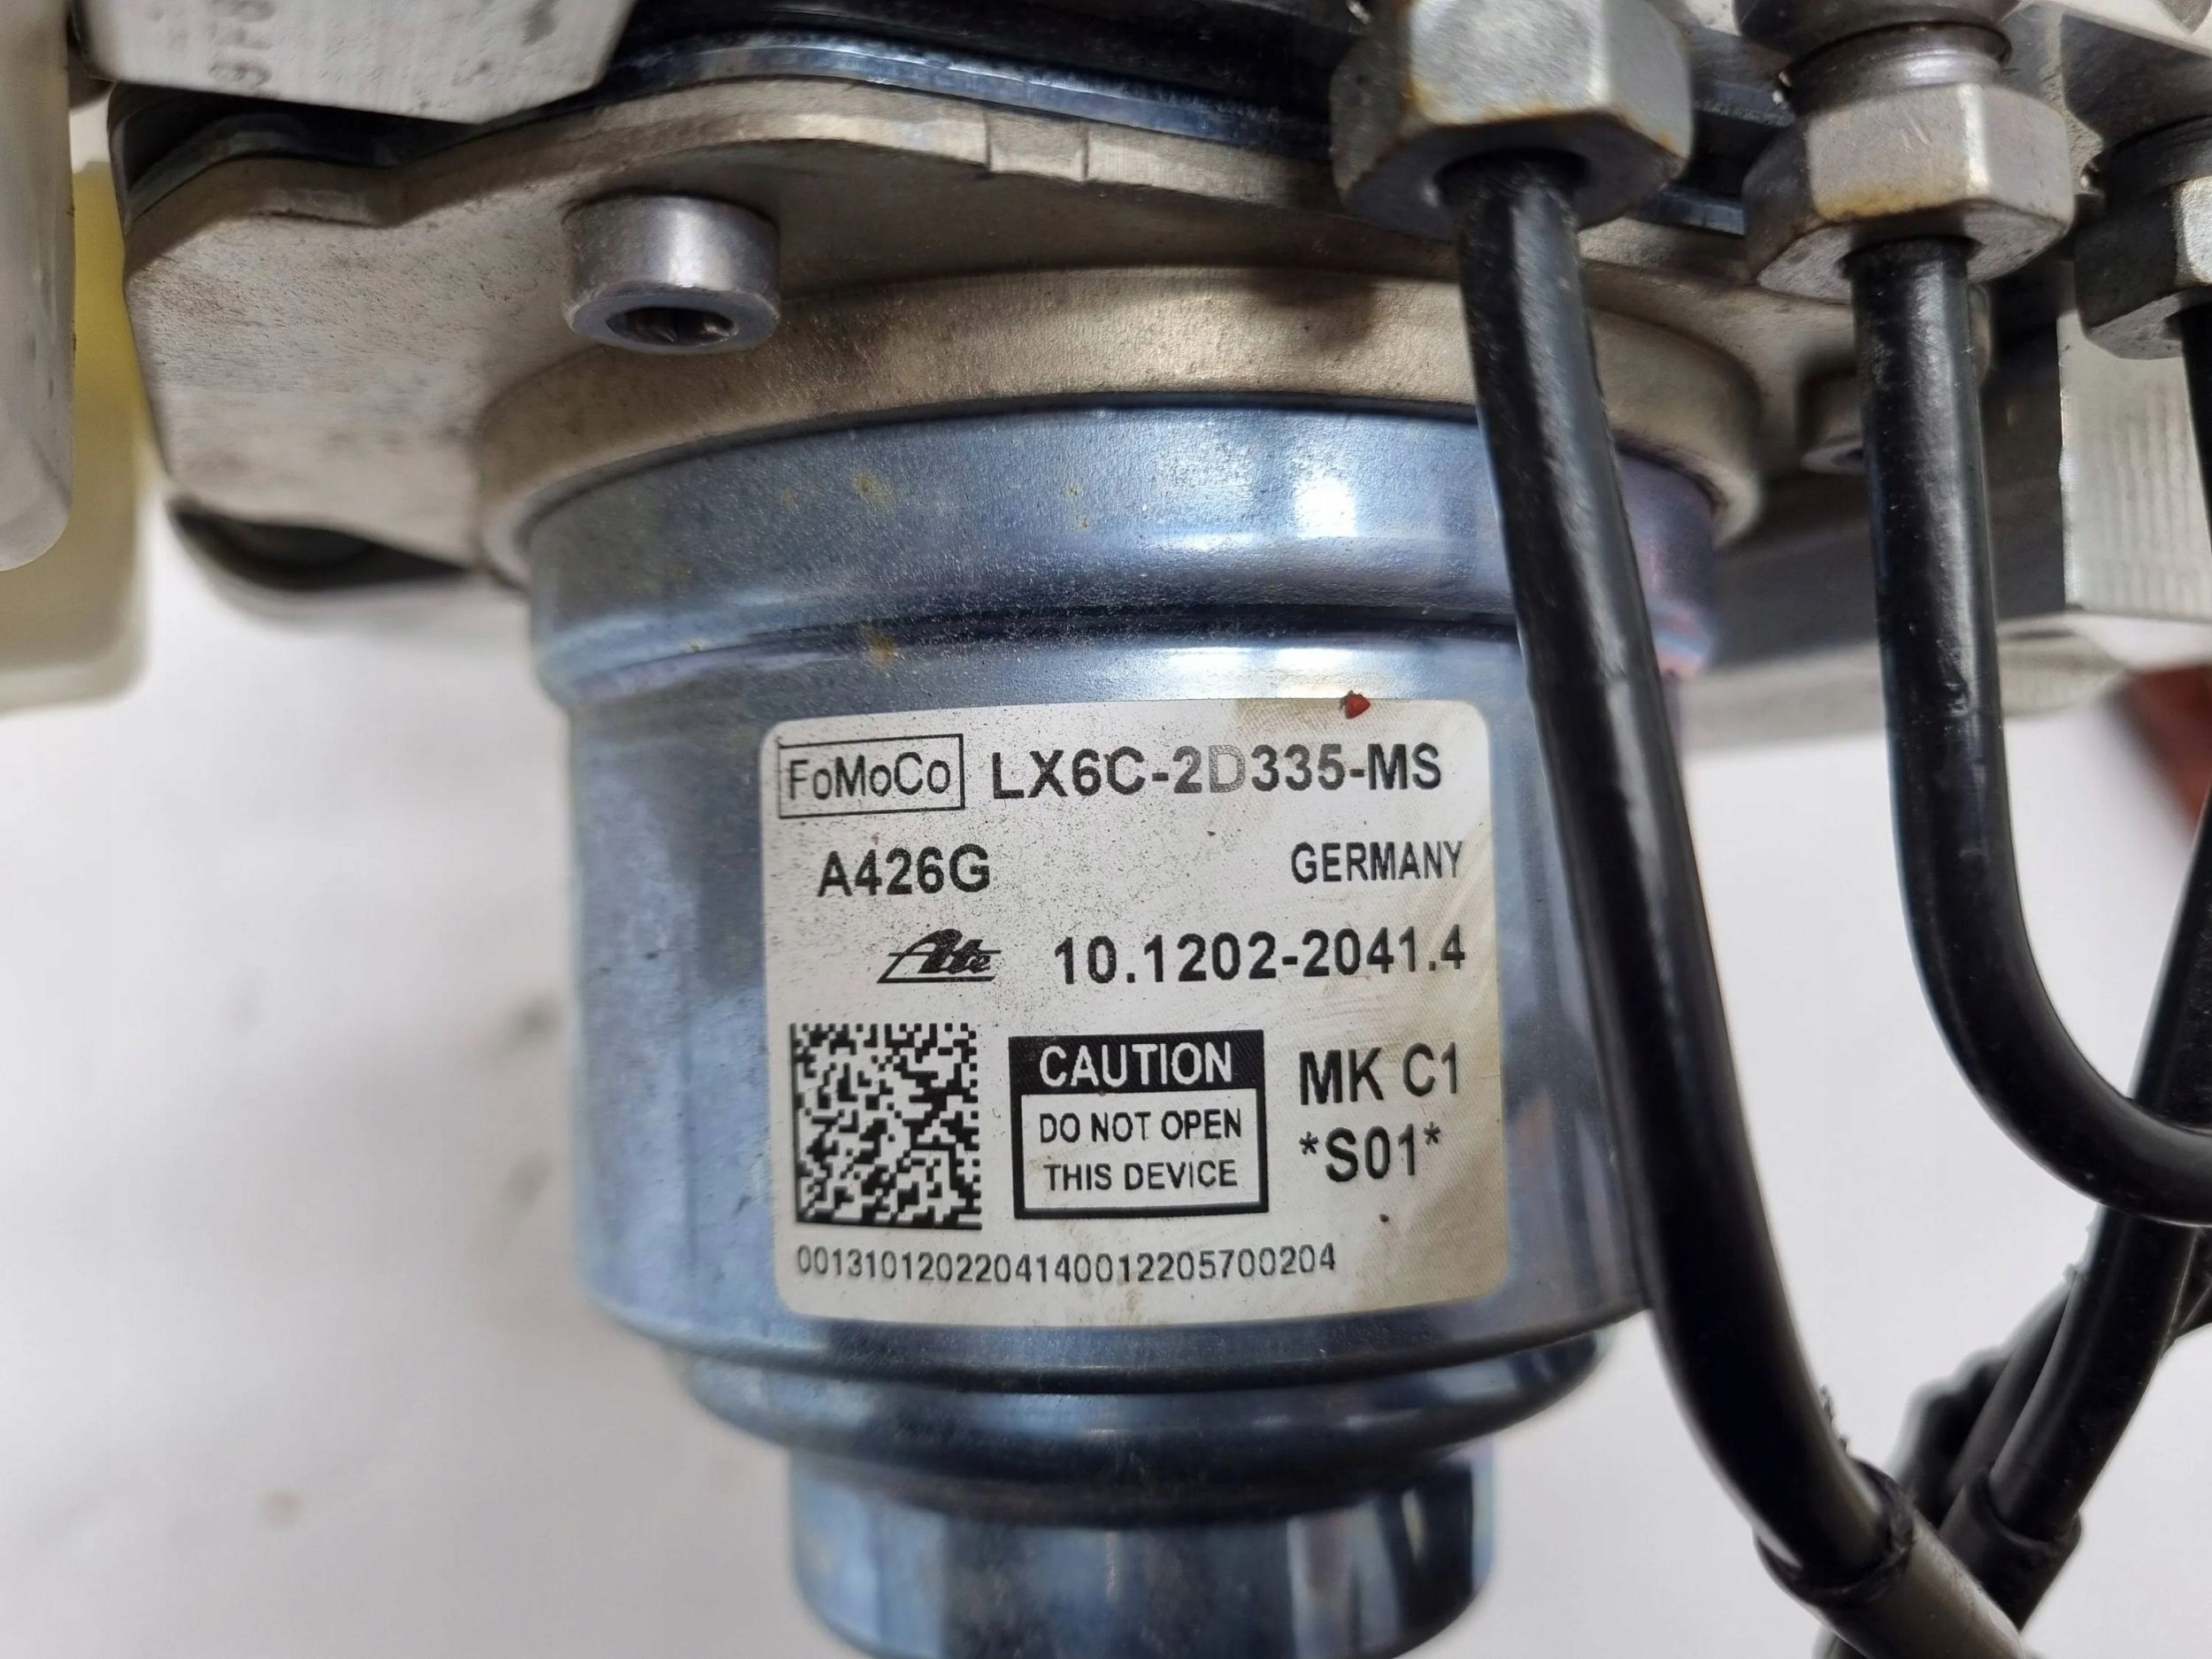 FoMoCo LX6C-2D335-MS
A426G GERMANY
Ate 10.1202-2041.4
CAUTION
DO NOT OPEN
THIS DEVICE
MK C1
*S01*
0013101202204140012205700204